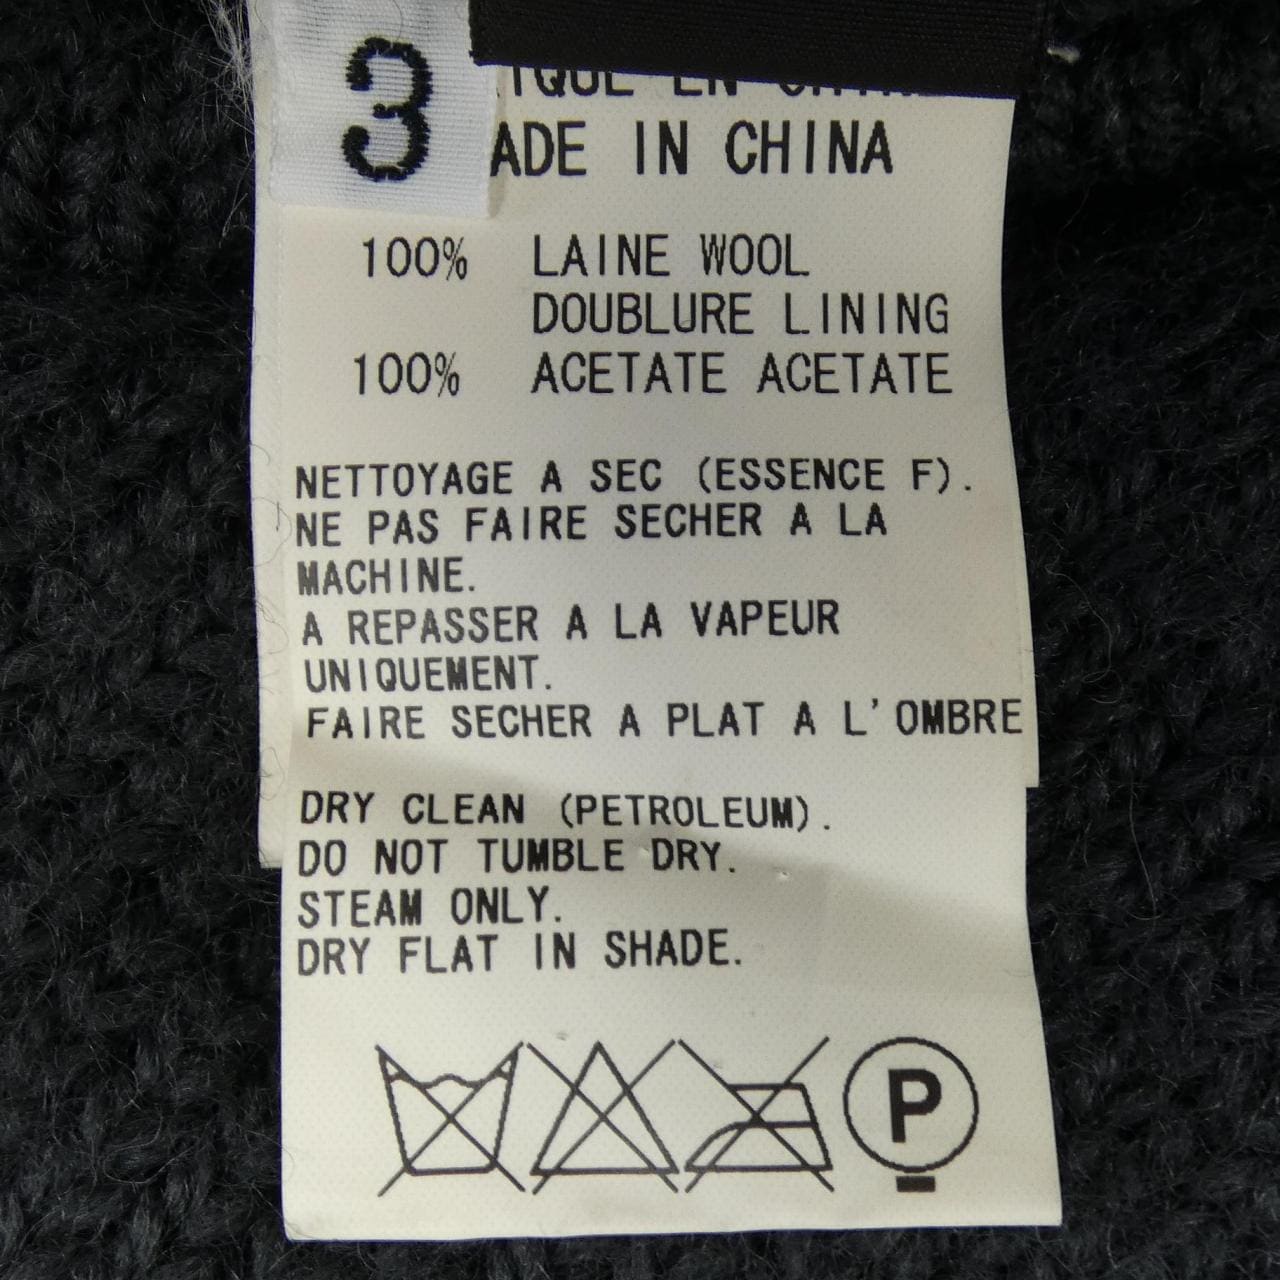 3
MADE IN CHINA
100% LAINE WOOL
DOUBLURE LINING
100% ACETATE ACETATE
NETTOYAGE A SEC (ESSENCE F).
NE PAS FAIRE SECHER A LA
MACHINE.
A REPASSER A LA VAPEUR
UNIQUEMENT.
FAIRE SECHER A PLAT A L'OMBRE
DRY CLEAN (PETROLEUM).
DO NOT TUMBLE DRY.
STEAM ONLY.
DRY FLAT IN SHADE.
P